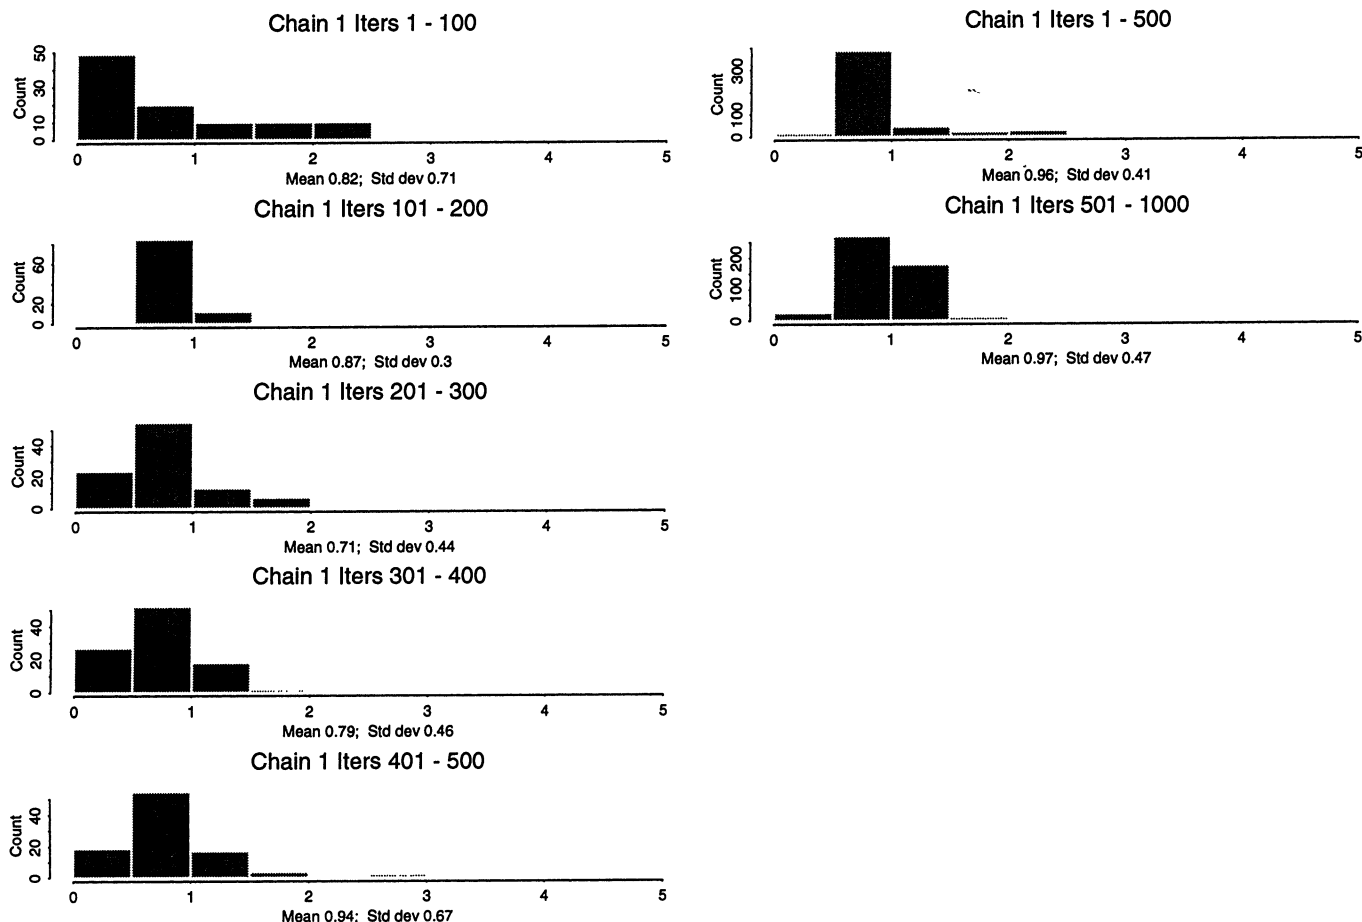 Chain 1 Iters 1 - 100
Count
0 10 30 50
0 1 2 3 4 5
Mean 0.82; Std dev 0.71
Chain 1 Iters 101 - 200
Count
0 20 60
0 1 2 3 4 5
Mean 0.87; Std dev 0.3
Chain 1 Iters 201 - 300
Count
0 20 40
0 1 2 3 4 5
Mean 0.71; Std dev 0.44
Chain 1 Iters 301 - 400
Count
0 20 40
0 1 2 3 4 5
Mean 0.79; Std dev 0.46
Chain 1 Iters 401 - 500
Count
0 20 40
0 1 2 3 4 5
Mean 0.94; Std dev 0.67
Chain 1 Iters 1 - 500
Count
0 100 300
0 1 2 3 4 5
Mean 0.96; Std dev 0.41
Chain 1 Iters 501 - 1000
Count
0 100 200
0 1 2 3 4 5
Mean 0.97; Std dev 0.47